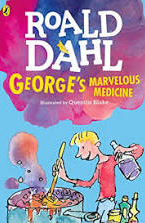 ROALD
DAHL
GEORGE'S
MARVELOUS
MEDICINE
Illustrated by Quentin Blake